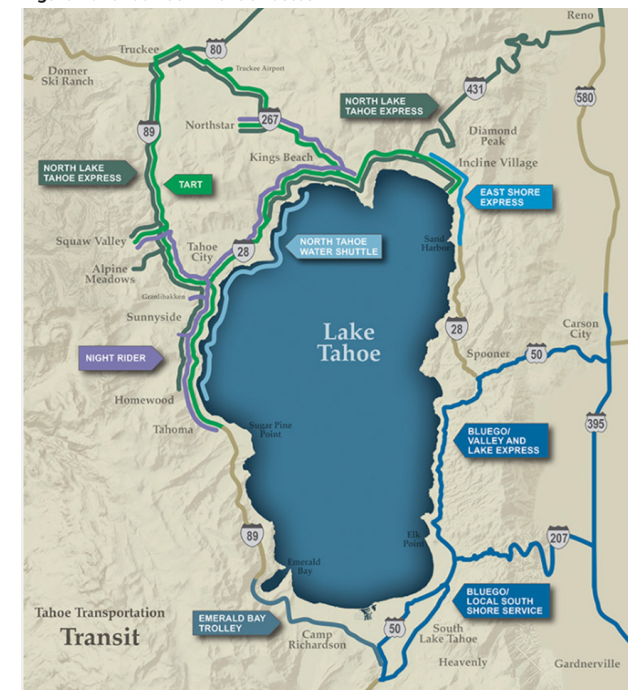 Reno
Truckee
80
Donner
Ski Ranch
Truckee Airport
431
580
NORTH LAKE
TAHOE EXPRESS
267
Northstar
89
Diamond
Peak
Kings Beach
Incline Village
NORTH LAKE
TAHOE EXPRESS
TART
EAST SHORE
EXPRESS
Squaw Valley
Tahoe
City
28
NORTH TAHOE
WATER SHUTTLE
Sand
Harbor
Alpine
Meadows
Granlibakken
Sunnyside
Lake
Tahoe
28
Carson
City
NIGHT RIDER
Spooner
50
Homewood
Tahoma
Sugar Pine
Point
BLUEGO/
VALLEY AND
LAKE EXPRESS
395
89
Elk
Point
207
Emerald
Bay
BLUEGO/
LOCAL SOUTH
SHORE SERVICE
Tahoe Transportation
Transit
EMERALD BAY
TROLLEY
Camp
Richardson
50
South
Lake Tahoe
Heavenly
Gardnerville